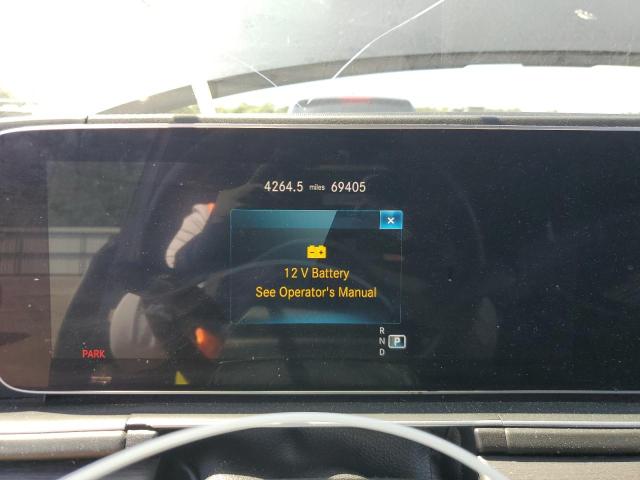 4264.5 miles 69405
×
12 V Battery
See Operator's Manual
R
N P
D
PARK